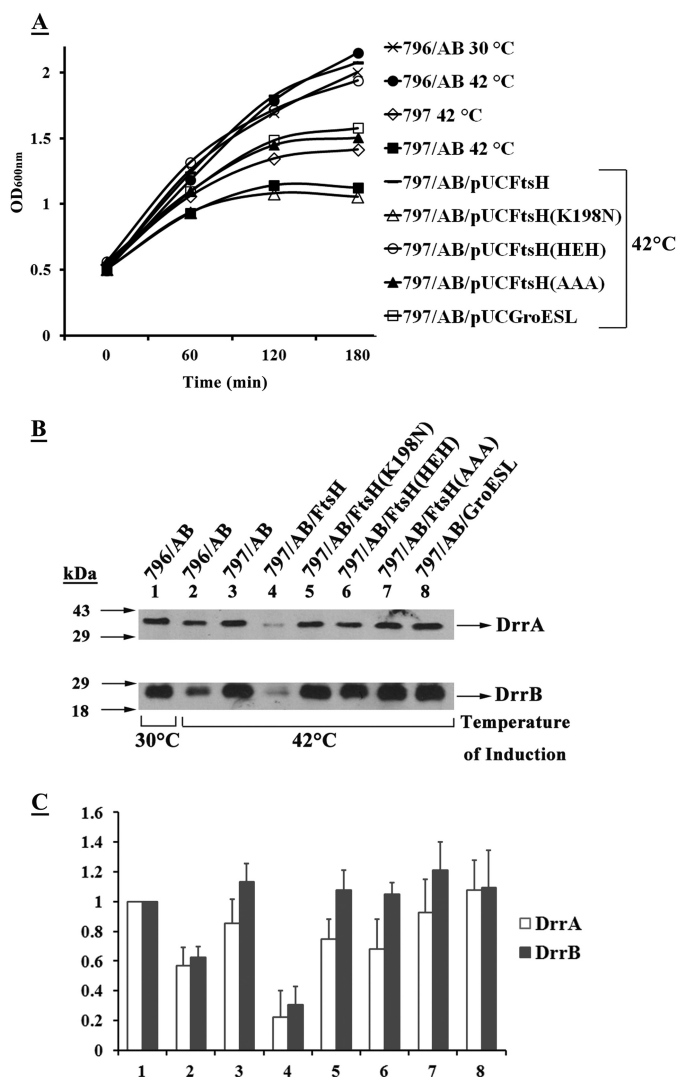 A
OD600nm
2
1.5
1
0.5
0
0 60 120 180
Time (min)
796/AB 30 °C
796/AB 42 °C
797 42 °C
797/AB 42 °C
797/AB/pUCFtsH
797/AB/pUCFtsH(K198N)
797/AB/pUCFtsH(HEH)
797/AB/pUCFtsH(AAA)
797/AB/pUCGroESL
42°C
B
796/AB
796/AB
797/AB
797/AB/FtsH
797/AB/FtsH(K198N)
797/AB/FtsH(HEH)
797/AB/FtsH(AAA)
797/AB/GroESL
kDa
1 2 3 4 5 6 7 8
43
29
DrrA
29
18
DrrB
30°C
42°C
Temperature
of Induction
C
1.6
1.4
1.2
1
0.8
0.6
0.4
0.2
0
1 2 3 4 5 6 7 8
DrrA
DrrB